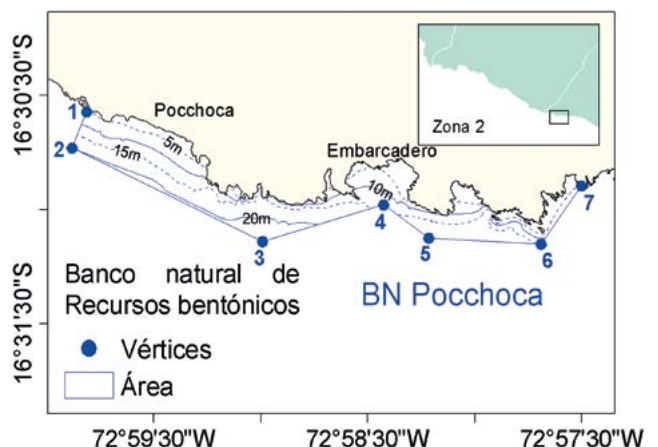 16°30'30"S
16°31'30"S
Pocchoca
Embarcadero
Zona 2
1
2
3
4
5
6
7
5m
15m
10m
20m
Banco natural de
Recursos bentónicos
BN Pocchoca
Vértices
Área
72°59'30"W
72°58'30"W
72°57'30"W